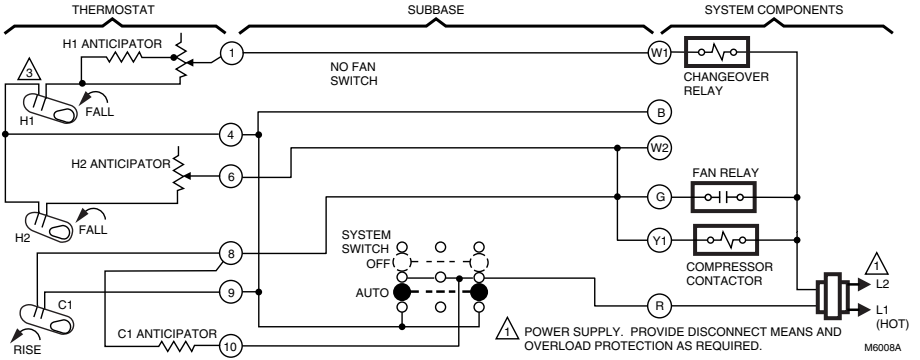 THERMOSTAT
SUBBASE
SYSTEM COMPONENTS
H1 ANTICIPATOR
1
NO FAN
SWITCH
W1
CHANGEOVER
RELAY
3
H1
FALL
4
B
H2 ANTICIPATOR
6
W2
FAN RELAY
G
H2
FALL
SYSTEM
SWITCH
OFF
8
Y1
COMPRESSOR
CONTACTOR
1
L2
AUTO
9
R
L1
(HOT)
C1
RISE
C1 ANTICIPATOR
10
1 POWER SUPPLY. PROVIDE DISCONNECT MEANS AND
OVERLOAD PROTECTION AS REQUIRED.
M6008A